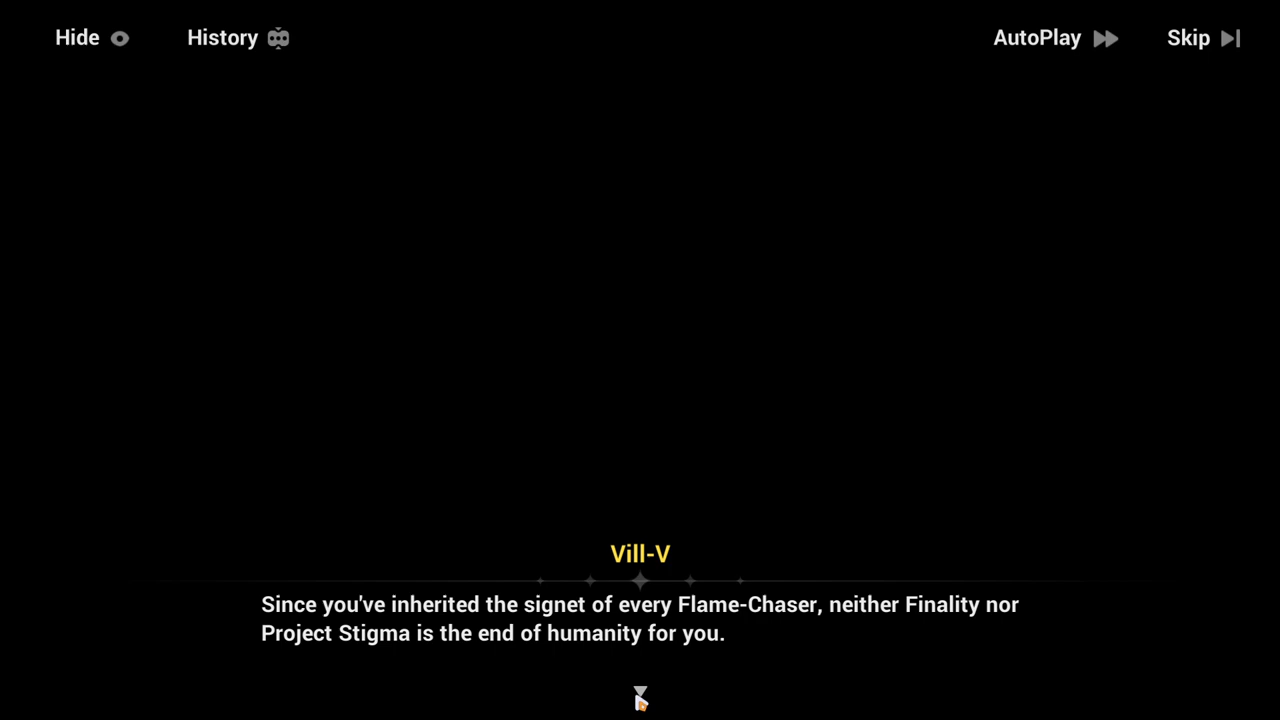 Hide
History
AutoPlay
Skip
Vill-V
Since you've inherited the signet of every Flame-Chaser, neither Finality nor
Project Stigma is the end of humanity for you.